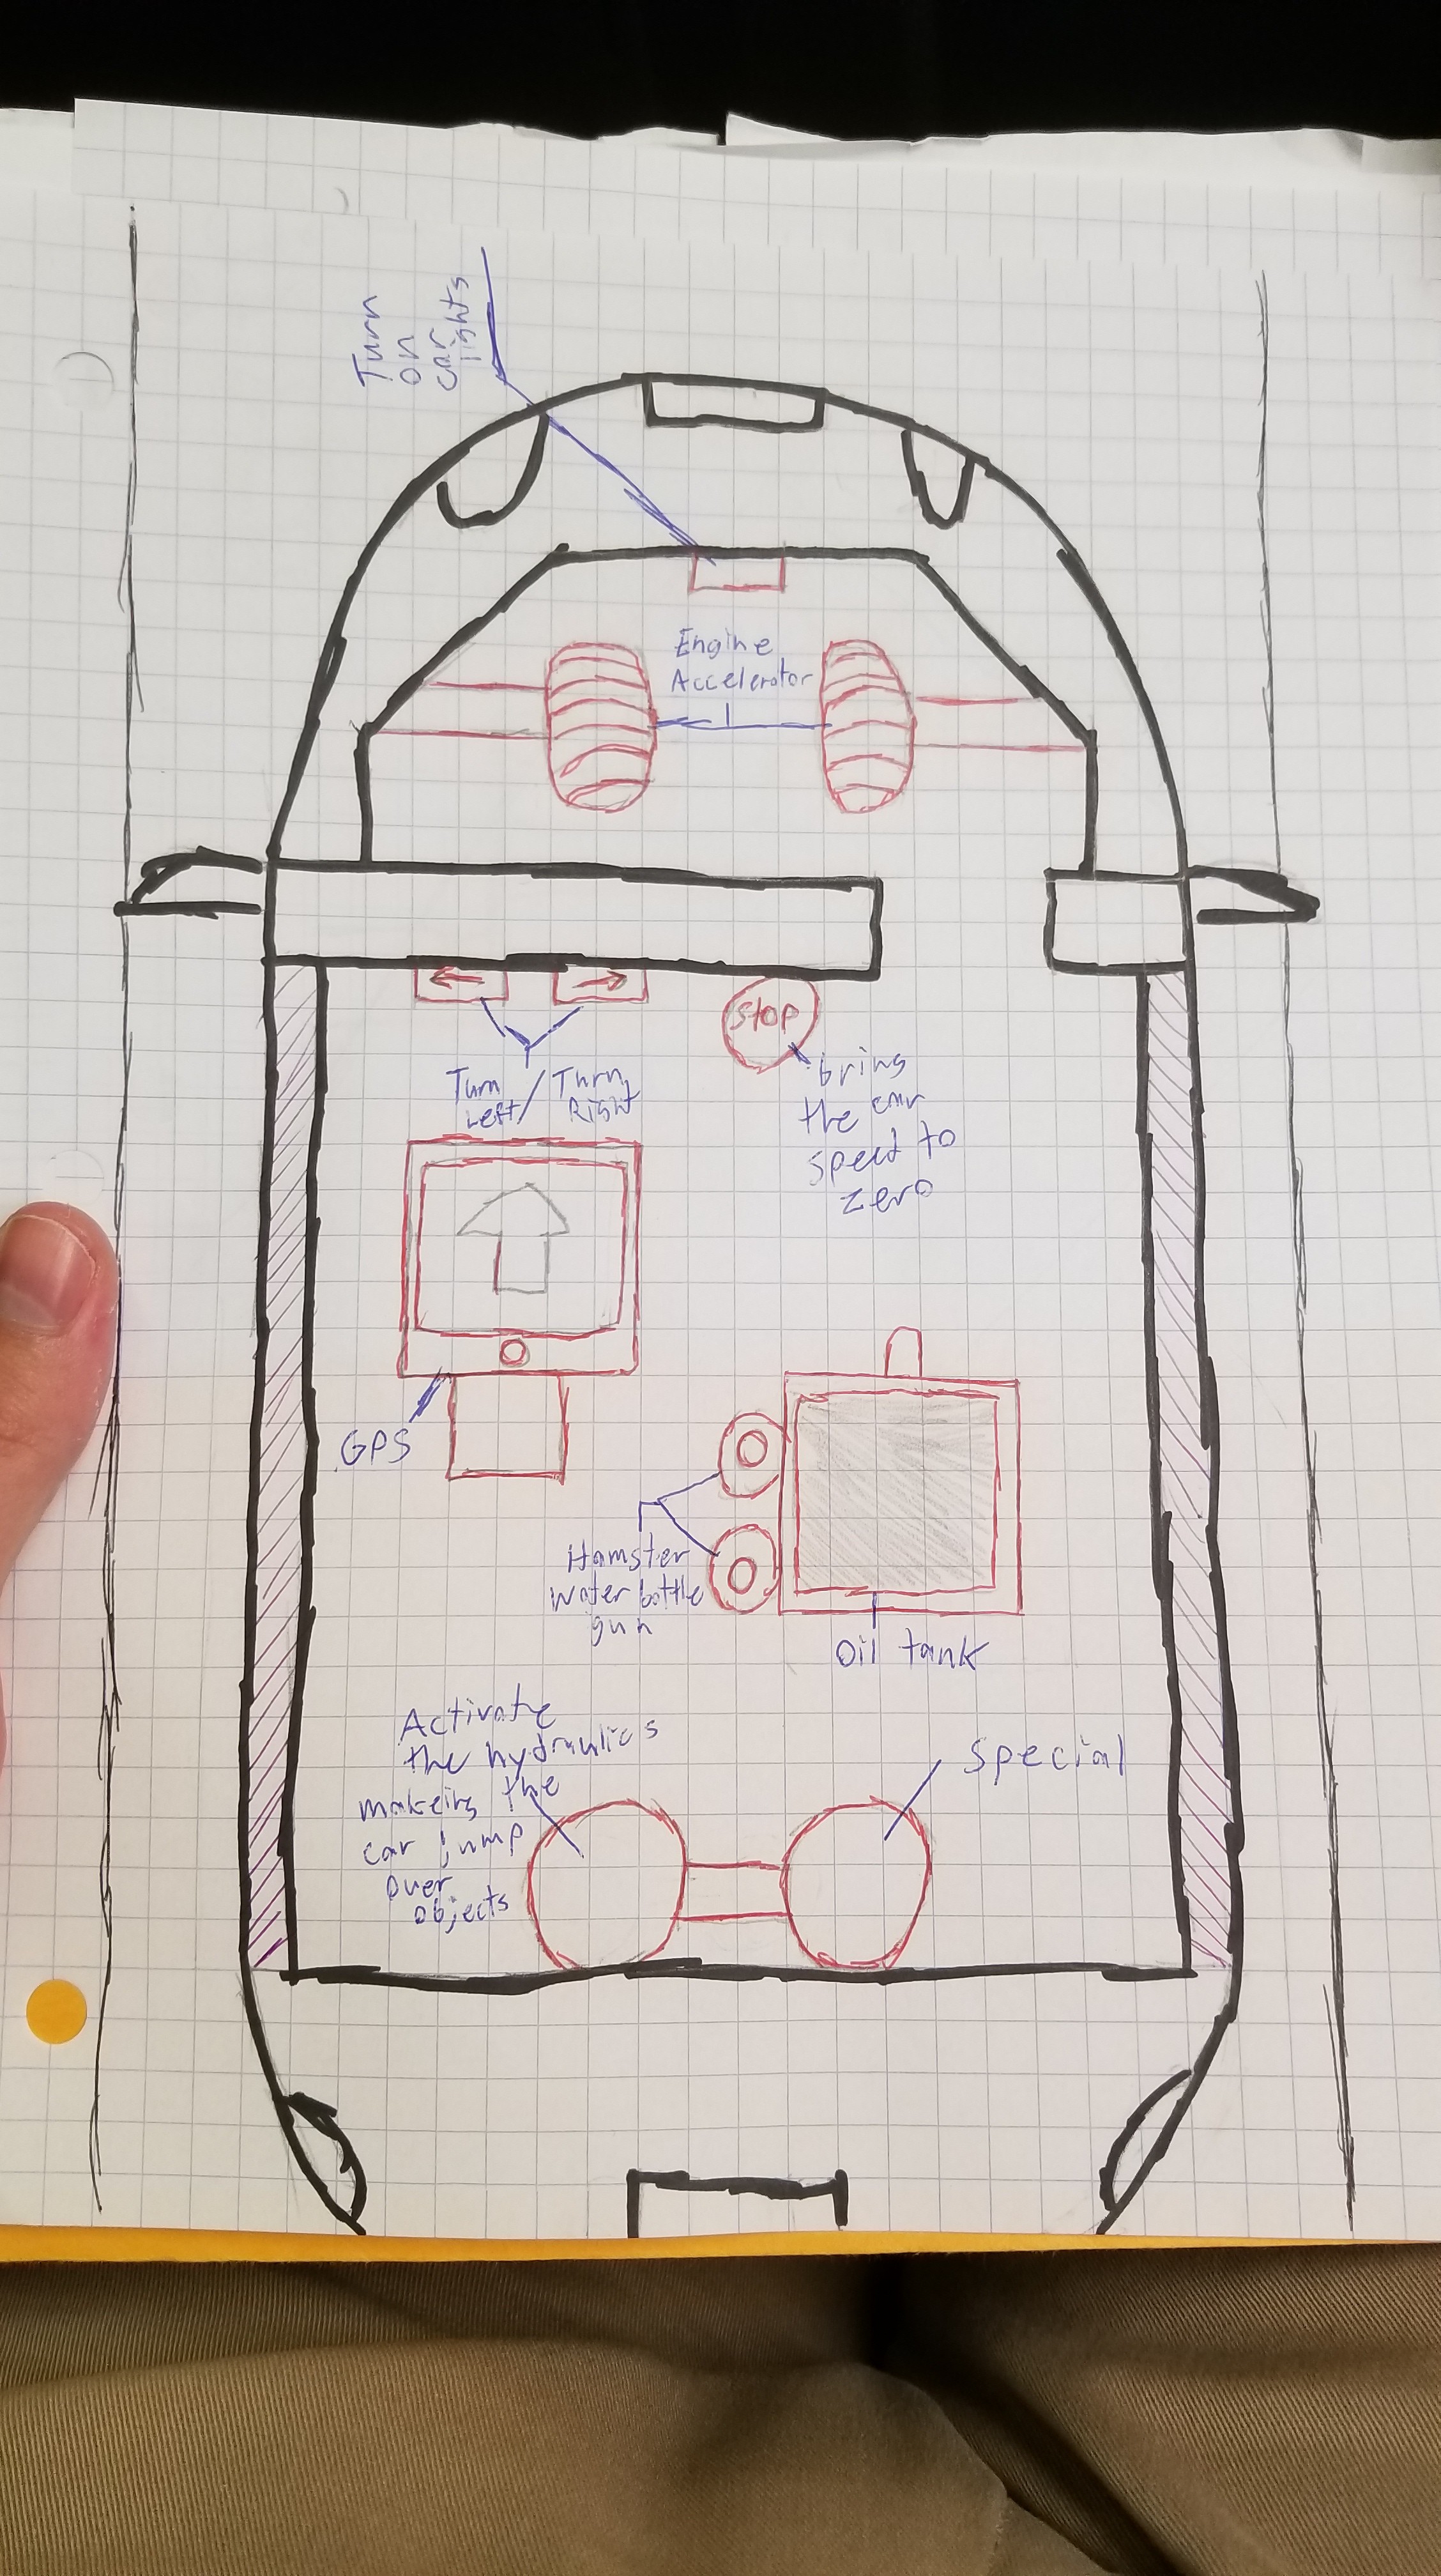 Turn
on
car
lights
Engine
Accelerator
Stop
Turn
Left/
Turn
Right
bring
the car
speed to
zero
GPS
Hamster
Water bottle
gun
Oil tank
Activate
the hydraulics
makeing the
car jump
over
objects
Special